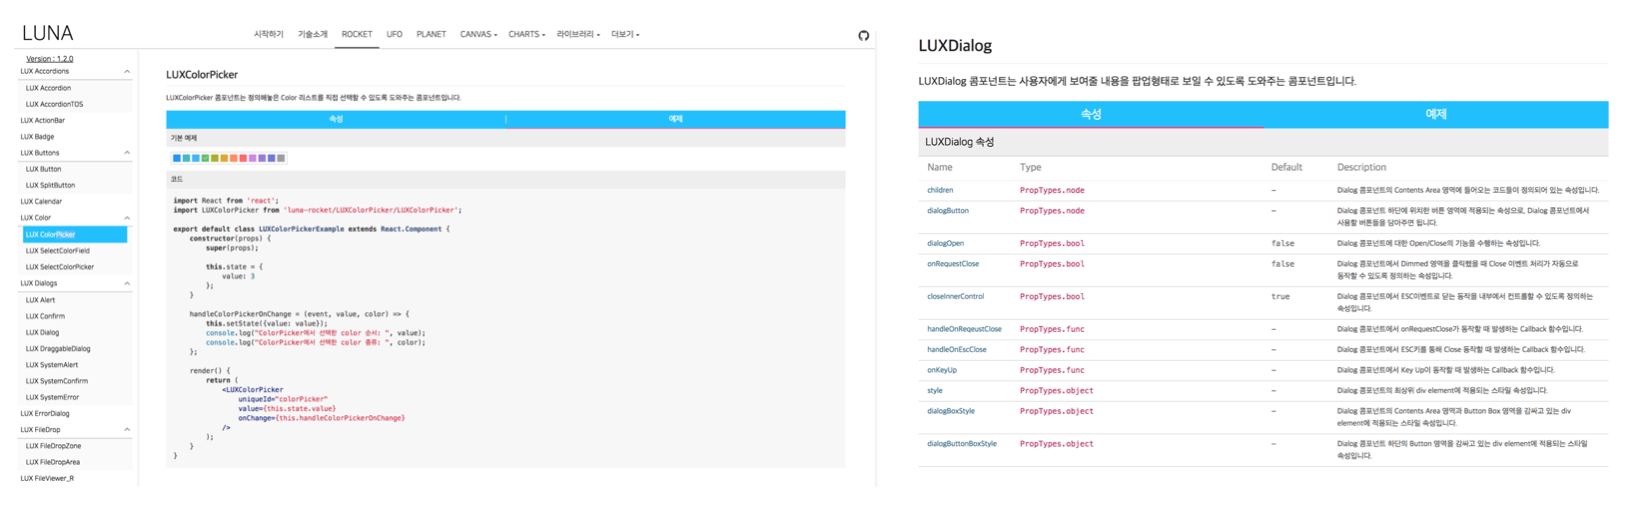 LUNA
시작하기 기술소개 ROCKET UFO PLANET CANVAS CHARTS 라이브러리 더보기
Version : 1.2.0
LUX Accordions
LUX Accordion
LUX AccordionTOS
LUX ActionBar
LUX Badge
LUX Buttons
LUX Button
LUX SplitButton
LUX Calendar
LUX Color
LUX ColorPicker
LUX SelectColorField
LUX SelectColorPicker
LUX Dialogs
LUX Alert
LUX Confirm
LUX Dialog
LUX DraggableDialog
LUX SystemAlert
LUX SystemConfirm
LUX SystemError
LUX ErrorDialog
LUX FileDrop
LUX FileDropZone
LUX FileDropArea
LUX FileViewer_R
LUXColorPicker
LUXColorPicker 콤포넌트는 정의해놓은 Color 리스트를 직접 선택할 수 있도록 도와주는 콤포넌트입니다.
속성 | 예제
기본 예제
코드
import React from 'react';
import LUXColorPicker from 'luna-rocket/LUXColorPicker/LUXColorPicker';
export default class LUXColorPickerExample extends React.Component {
constructor(props) {
super(props);
this.state = {
value: 3
};
}
handleColorPickerOnChange = (event, value, color) => {
this.setState({value: value});
console.log("ColorPicker에서 선택한 color 순서: ", value);
console.log("ColorPicker에서 선택한 color 종류: ", color);
};
render() {
return (
<LUXColorPicker
uniqueId="colorPicker"
value={this.state.value}
onChange={this.handleColorPickerOnChange}
/>
);
}
}
LUXDialog
LUXDialog 콤포넌트는 사용자에게 보여줄 내용을 팝업형태로 보일 수 있도록 도와주는 콤포넌트입니다.
속성 예제
LUXDialog 속성
Name Type Default Description
children PropTypes.node – Dialog 콤포넌트의 Contents Area 영역에 들어오는 코드들이 정의되어 있는 속성입니다.
dialogButton PropTypes.node – Dialog 콤포넌트 하단에 위치한 버튼 영역에 적용되는 속성으로, Dialog 콤포넌트에서
사용할 버튼들을 담아주면 됩니다.
dialogOpen PropTypes.bool false Dialog 콤포넌트에 대한 Open/Close의 기능을 수행하는 속성입니다.
onRequestClose PropTypes.bool false Dialog 콤포넌트에서 Dimmed 영역을 클릭했을 때 Close 이벤트 처리가 자동으로
동작할 수 있도록 정의하는 속성입니다.
closeInnerControl PropTypes.bool true Dialog 콤포넌트에서 ESC이벤트로 닫는 동작을 내부에서 컨트롤할 수 있도록 정의하는
속성입니다.
handleOnReqeustClose PropTypes.func – Dialog 콤포넌트에서 onRequestClose가 동작할 때 발생하는 Callback 함수입니다.
handleOnEscClose PropTypes.func – Dialog 콤포넌트에서 ESC키를 통해 Close 동작할 때 발생하는 Callback 함수입니다.
onKeyUp PropTypes.func – Dialog 콤포넌트에서 Key Up이 동작할 때 발생하는 Callback 함수입니다.
style PropTypes.object – Dialog 콤포넌트의 최상위 div element에 적용되는 스타일 속성입니다.
dialogBoxStyle PropTypes.object – Dialog 콤포넌트의 Contents Area 영역과 Button Box 영역을 감싸고 있는 div
element에 적용되는 스타일 속성입니다.
dialogButtonBoxStyle PropTypes.object – Dialog 콤포넌트 하단의 Button 영역을 감싸고 있는 div element에 적용되는 스타일
속성입니다.